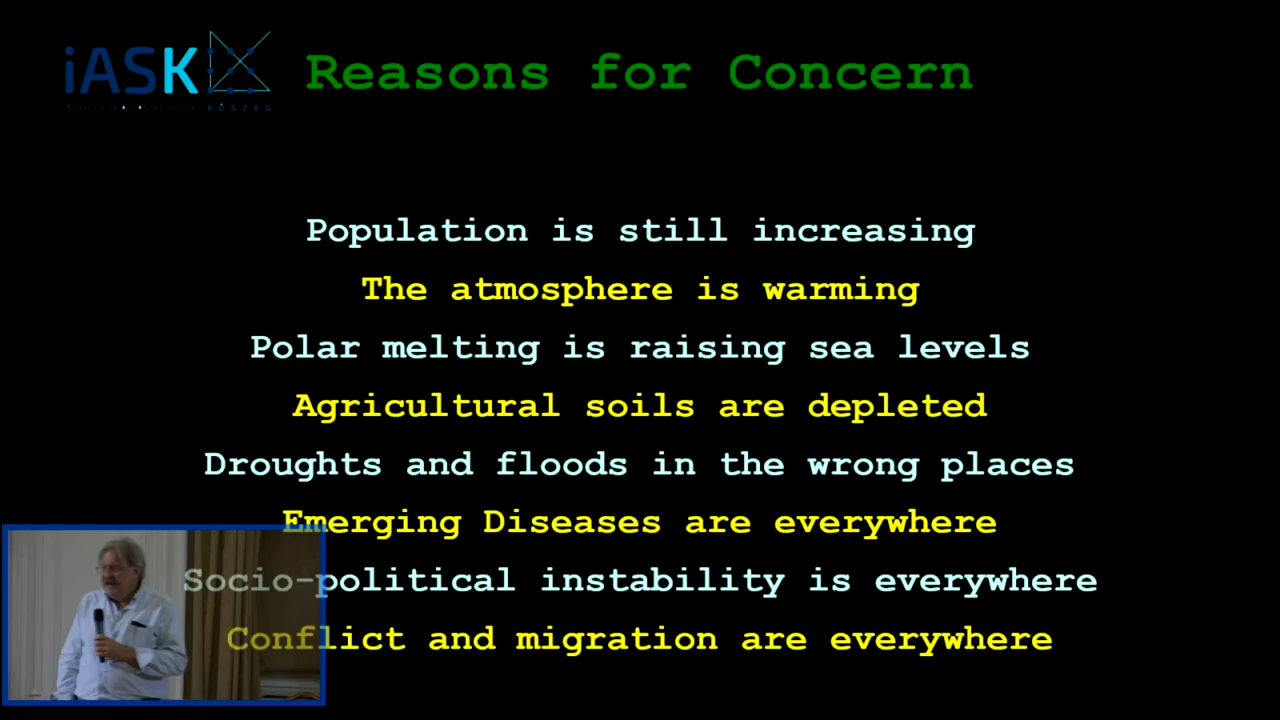 iASK
KŐSZEG
Reasons for Concern
Population is still increasing
The atmosphere is warming
Polar melting is raising sea levels
Agricultural soils are depleted
Droughts and floods in the wrong places
Emerging Diseases are everywhere
Socio-political instability is everywhere
Conflict and migration are everywhere